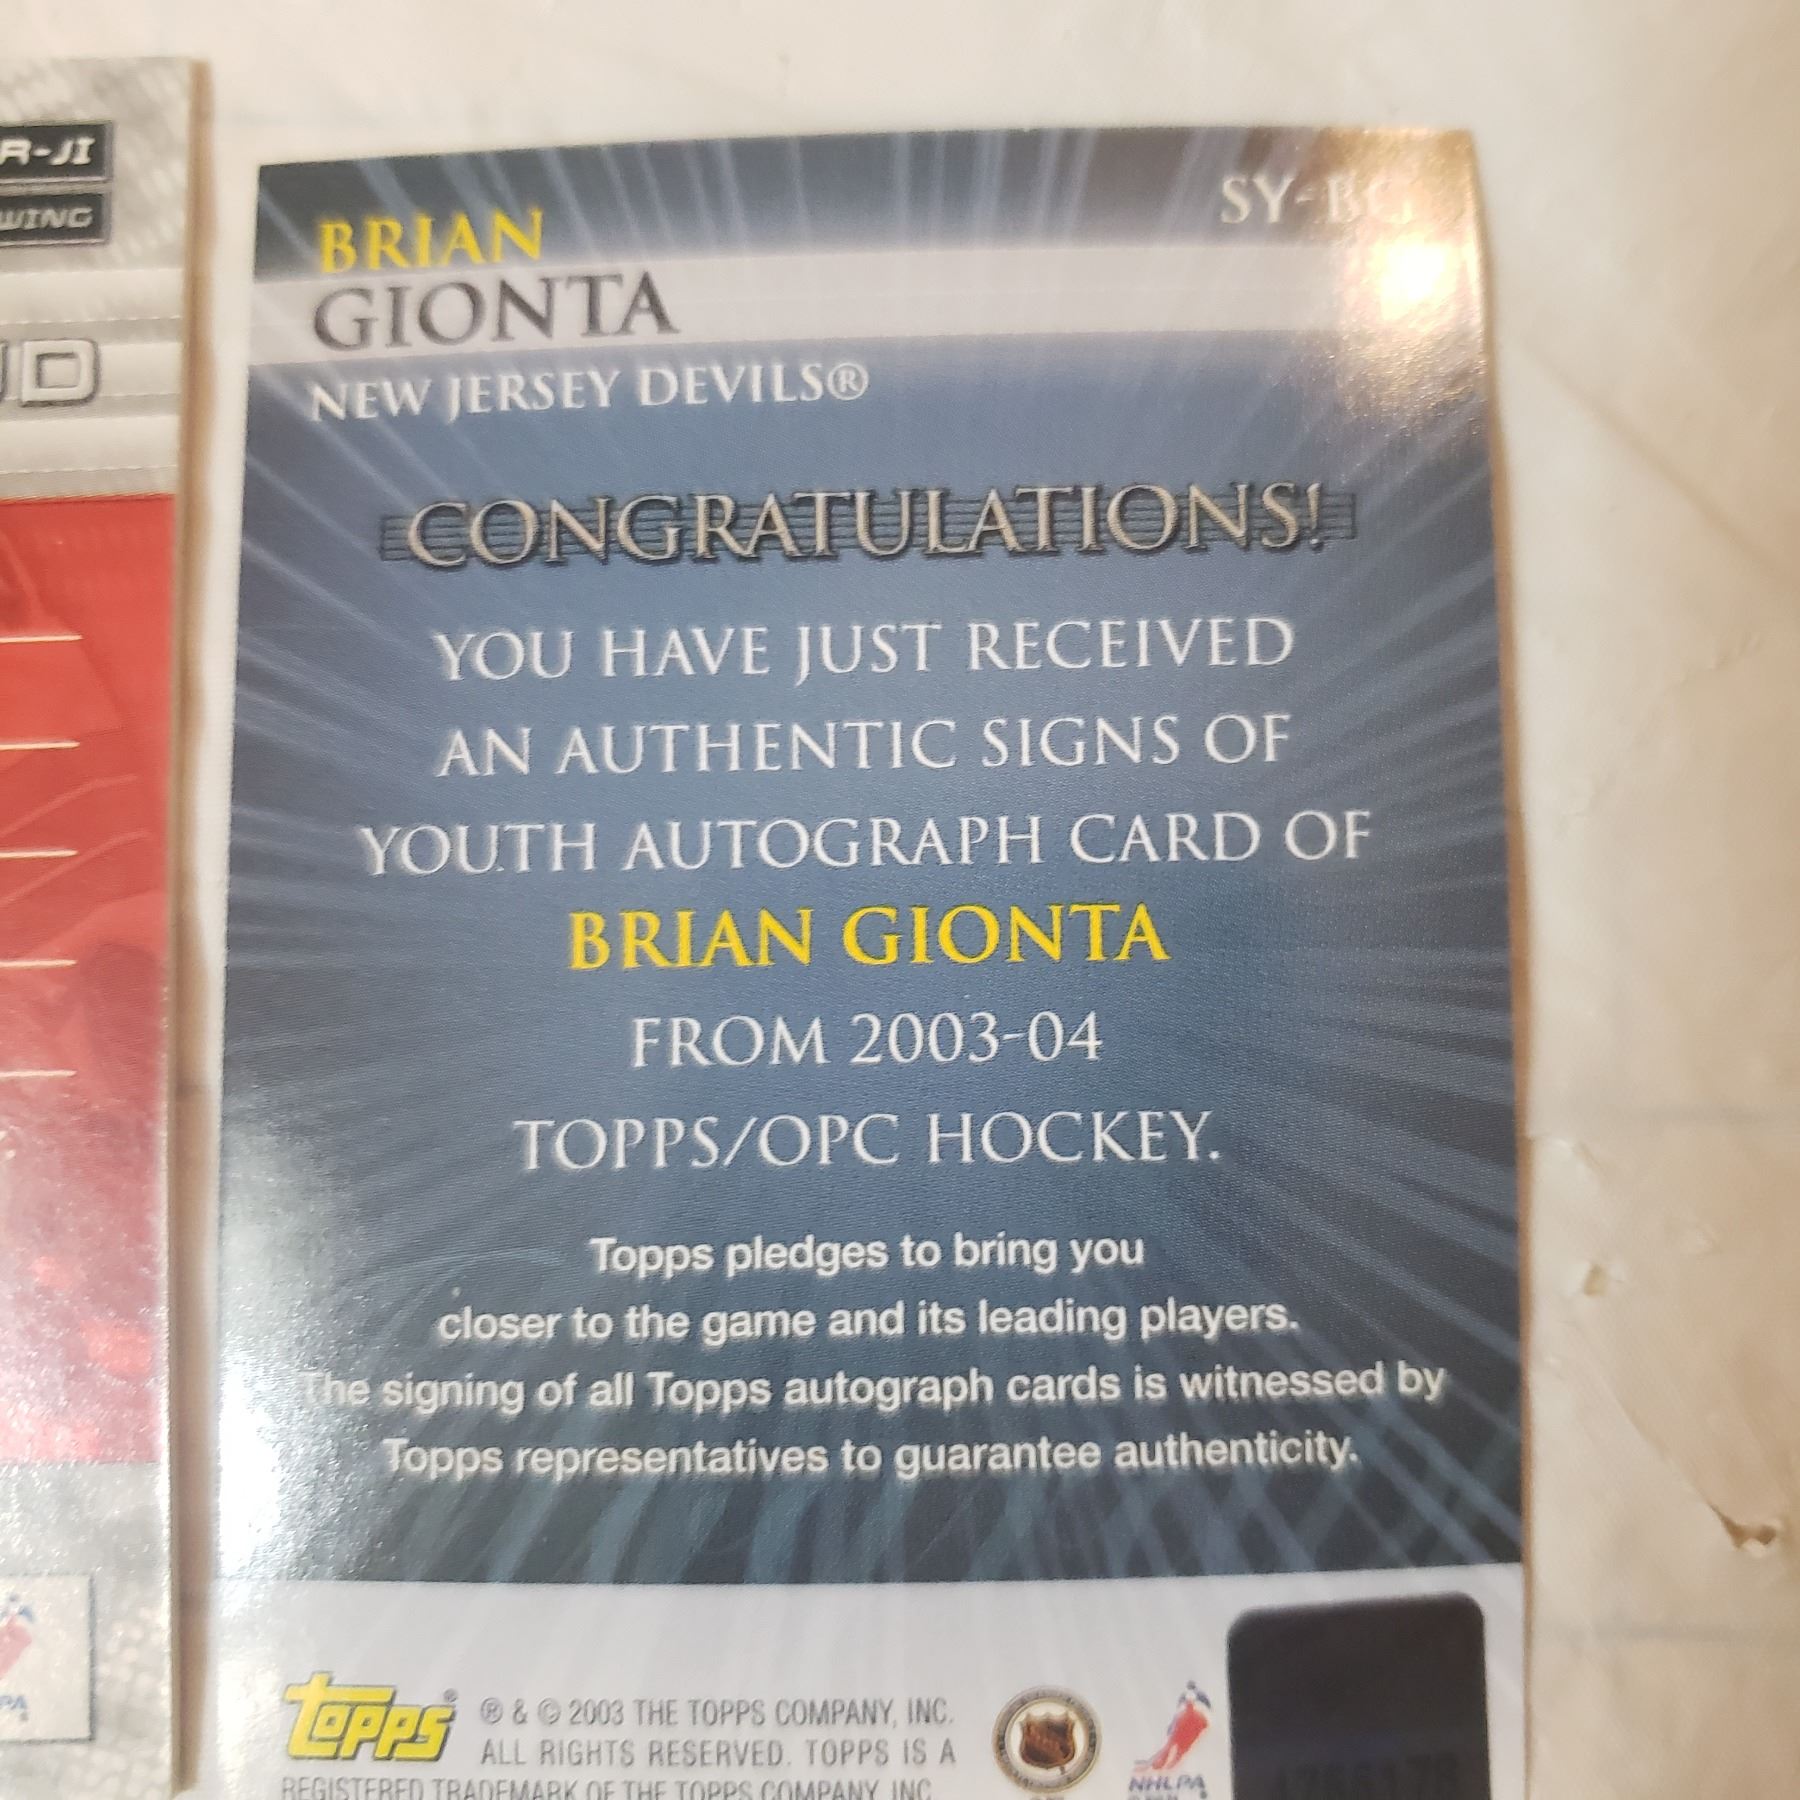 R-JI
WING
UD
BRIAN
GIONTA
SY-BG
NEW JERSEY DEVILS®
CONGRATULATIONS!
YOU HAVE JUST RECEIVED
AN AUTHENTIC SIGNS OF
YOUTH AUTOGRAPH CARD OF
BRIAN GIONTA
FROM 2003-04
TOPPS/OPC HOCKEY.
Topps pledges to bring you
closer to the game and its leading players.
The signing of all Topps autograph cards is witnessed by
Topps representatives to guarantee authenticity.
topps® ® & © 2003 THE TOPPS COMPANY, INC.
ALL RIGHTS RESERVED. TOPPS IS A
REGISTERED TRADEMARK OF THE TOPPS COMPANY, INC.
NHLPA
PA